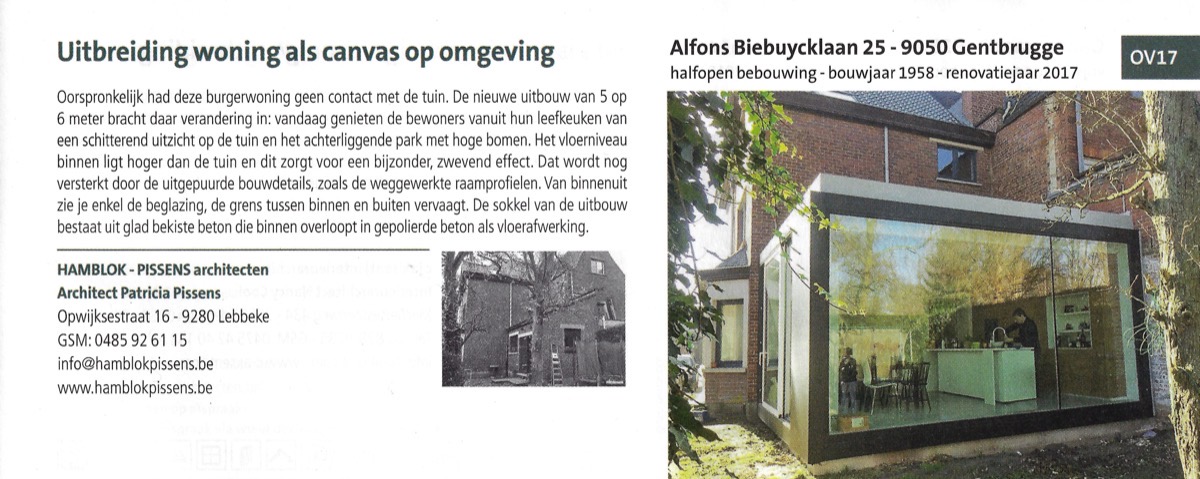 Uitbreiding woning als canvas op omgeving
Oorspronkelijk had deze burgerwoning geen contact met de tuin. De nieuwe uitbouw van 5 op
6 meter bracht daar verandering in: vandaag genieten de bewoners vanuit hun leefkeuken van
een schitterend uitzicht op de tuin en het achterliggende park met hoge bomen. Het vloerniveau
binnen ligt hoger dan de tuin en dit zorgt voor een bijzonder, zwevend effect. Dat wordt nog
versterkt door de uitgepuurde bouwdetails, zoals de weggewerkte raamprofielen. Van binnenuit
zie je enkel de beglazing, de grens tussen binnen en buiten vervaagt. De sokkel van de uitbouw
bestaat uit glad bekiste beton die binnen overloopt in gepolierde beton als vloerafwerking.
HAMBLOK - PISSENS architecten
Architect Patricia Pissens
Opwijksestraat 16 - 9280 Lebbeke
GSM: 0485 92 61 15
info@hamblokpissens.be
www.hamblokpissens.be
Alfons Biebuycklaan 25 - 9050 Gentbrugge
halfopen bebouwing - bouwjaar 1958 - renovatiejaar 2017
OV17